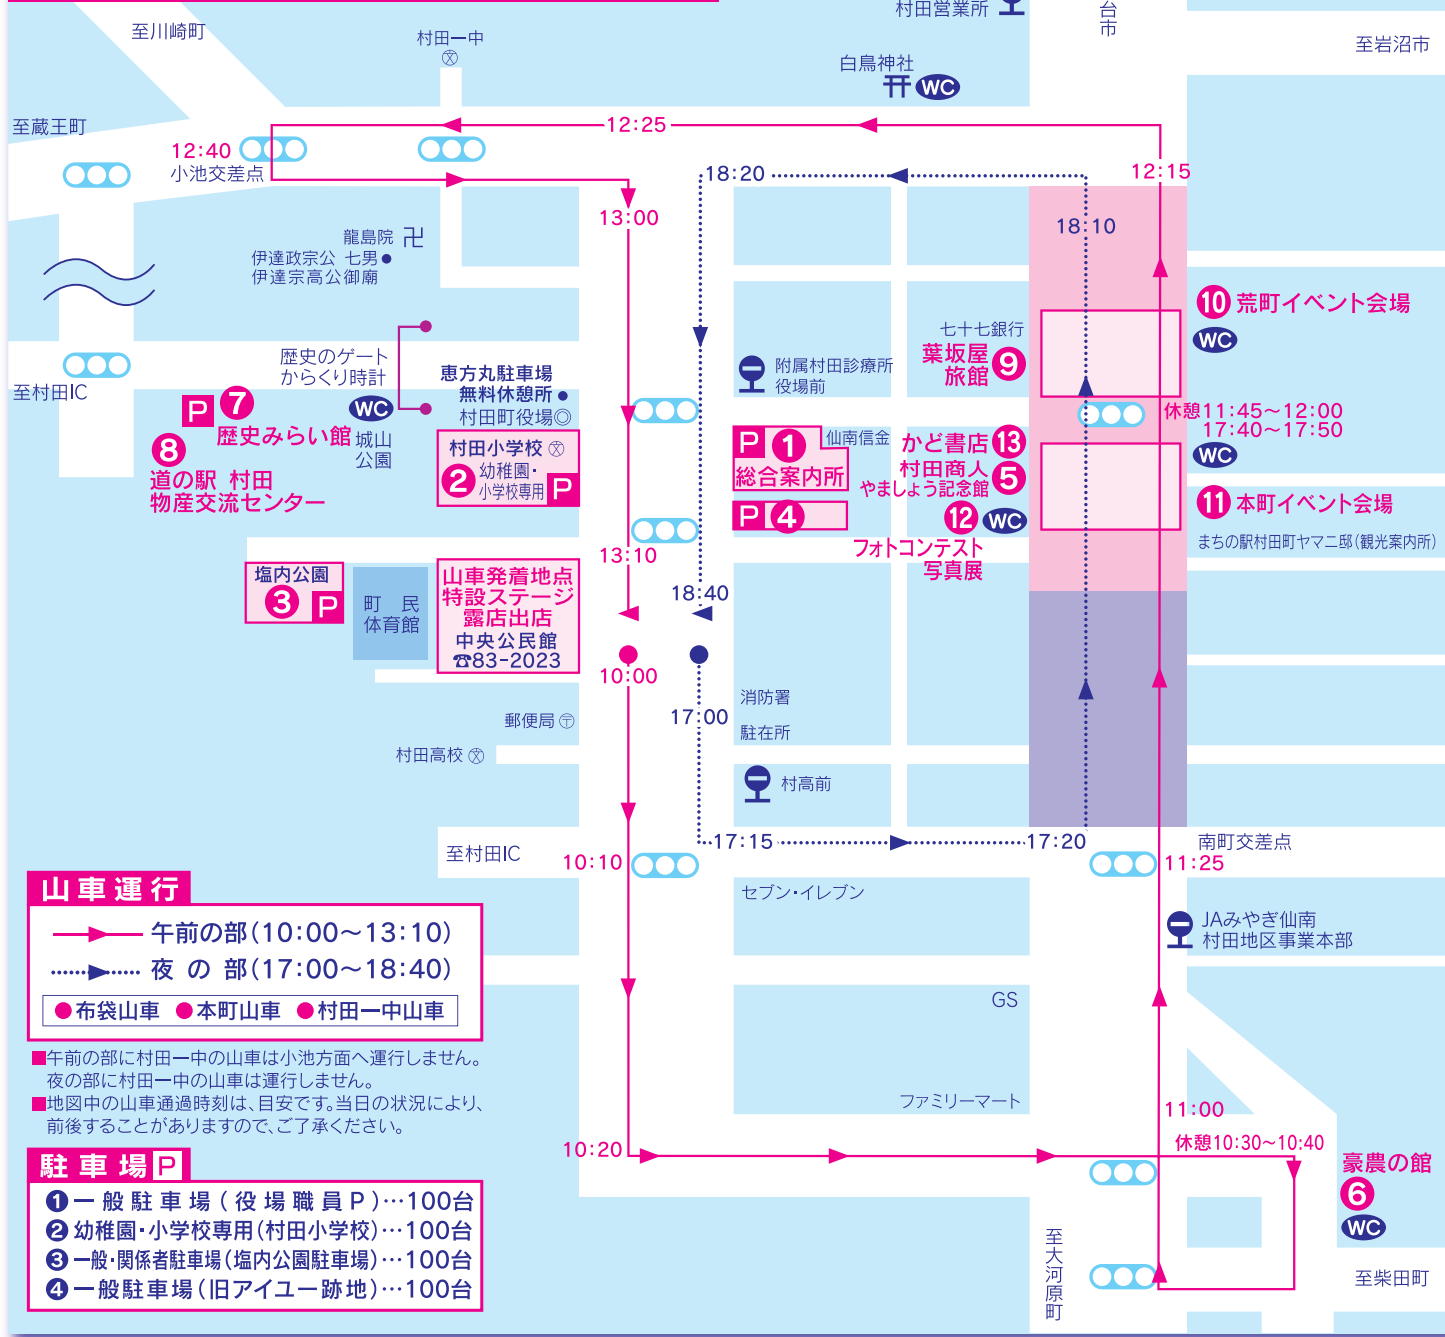 村田営業所
台市
至川崎町
村田一中
㊛
白鳥神社
WC
至岩沼市
至蔵王町
12:25
12:40
小池交差点
12:15
18:20
13:00
18:10
龍島院 卍
伊達政宗公 七男●
伊達宗高公御廟
10 荒町イベント会場
WC
七十七銀行
葉坂屋
旅館 9
歴史のゲート
からくり時計
附属村田診療所
役場前
恵方丸駐車場
無料休憩所●
村田町役場◎
至村田IC
P 7
歴史みらい館
WC
城山
公園
8
道の駅 村田
物産交流センター
村田小学校 文
2 幼稚園・
小学校専用 P
P 1
総合案内所
仙南信金
P 4
かど書店 13
村田商人
やましょう記念館 5
12 WC
フォトコンテスト
写真展
休憩11:45～12:00
17:40～17:50
WC
11 本町イベント会場
まちの駅村田町ヤマニ邸(観光案内所)
13:10
18:40
塩内公園
3 P
町 民
体育館
山車発着地点
特設ステージ
露店出店
中央公民館
☎83-2023
10:00
17:00
消防署
駐在所
郵便局 〒
村田高校 文
村高前
17:15
17:20
南町交差点
11:25
至村田IC
10:10
セブン・イレブン
JAみやぎ仙南
村田地区事業本部
GS
ファミリーマート
11:00
休憩10:30～10:40
10:20
豪農の館
6
WC
至大河原町
至柴田町
山車運行
午前の部(10:00～13:10)
夜の部(17:00～18:40)
●布袋山車 ●本町山車 ●村田一中山車
■午前の部に村田一中の山車は小池方面へ運行しません。
夜の部に村田一中の山車は運行しません。
■地図中の山車通過時刻は、目安です。当日の状況により、
前後することがありますので、ご了承ください。
駐車場 P
❶一般駐車場(役場職員P)…100台
❷幼稚園・小学校専用(村田小学校)…100台
❸一般・関係者駐車場(塩内公園駐車場)…100台
❹一般駐車場(旧アイユー跡地)…100台